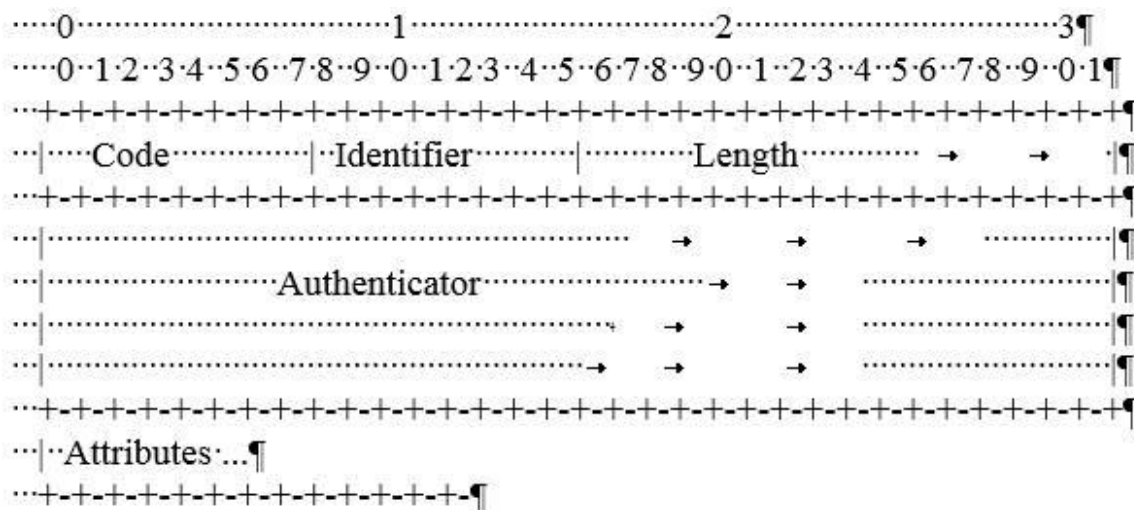 0 1 2 3¶
0 1 2 3 4 5 6 7 8 9 0 1 2 3 4 5 6 7 8 9 0 1 2 3 4 5 6 7 8 9 0 1¶
+-+-+-+-+-+-+-+-+-+-+-+-+-+-+-+-+-+-+-+-+-+-+-+-+-+-+-+-+-+-+-+-+¶
| Code | Identifier | Length → → |¶
+-+-+-+-+-+-+-+-+-+-+-+-+-+-+-+-+-+-+-+-+-+-+-+-+-+-+-+-+-+-+-+-+¶
| → → → |¶
| Authenticator → → |¶
| → → |¶
| → → → |¶
+-+-+-+-+-+-+-+-+-+-+-+-+-+-+-+-+-+-+-+-+-+-+-+-+-+-+-+-+-+-+-+-+¶
| Attributes ...¶
+-+-+-+-+-+-+-+-+-+-+-+-+-¶